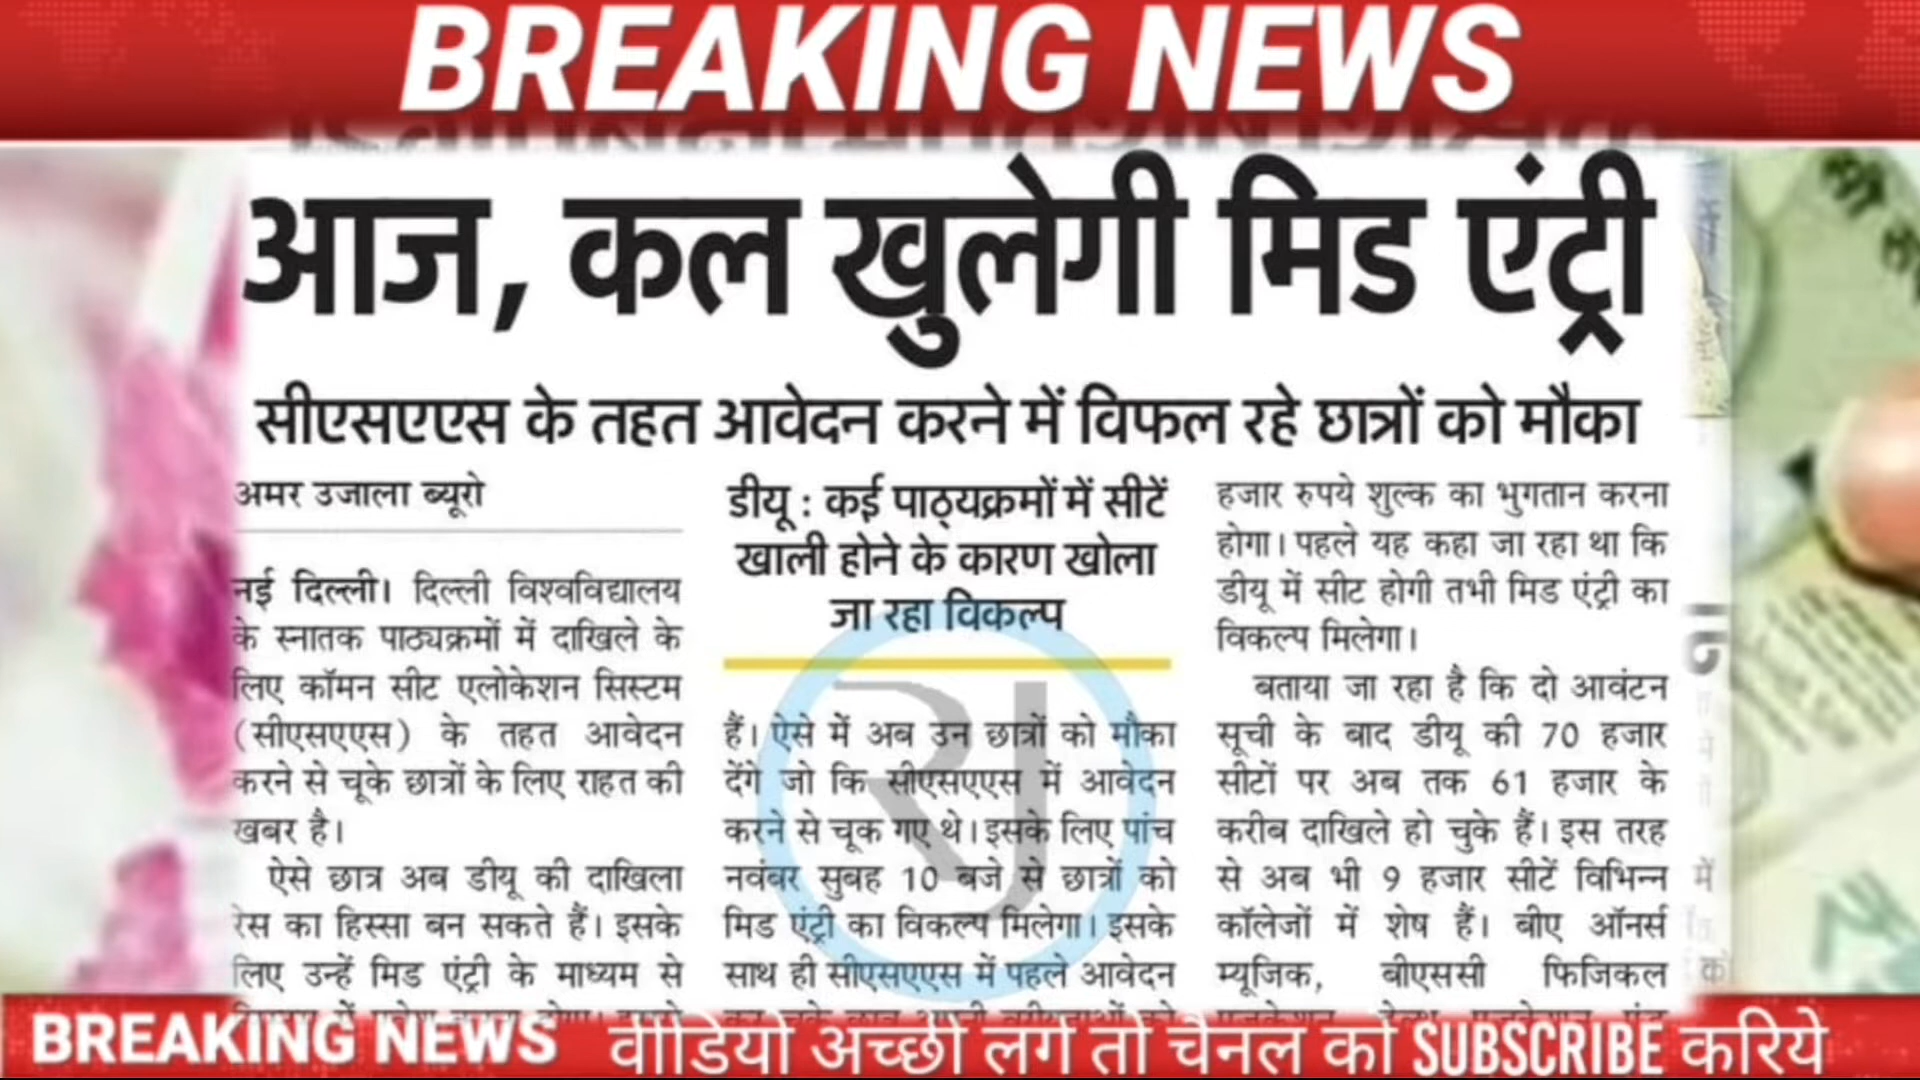 BREAKING NEWS
आज, कल खुलेगी मिड एंट्री
सीएसएएस के तहत आवेदन करने में विफल रहे छात्रों को मौका
अमर उजाला ब्यूरो
नई दिल्ली। दिल्ली विश्वविद्यालय
के स्नातक पाठ्यक्रमों में दाखिले के
लिए कॉमन सीट एलोकेशन सिस्टम
(सीएसएएस) के तहत आवेदन
करने से चूके छात्रों के लिए राहत की
खबर है।
ऐसे छात्र अब डीयू की दाखिला
रेस का हिस्सा बन सकते हैं। इसके
लिए उन्हें मिड एंट्री के माध्यम से
डीयू : कई पाठ्यक्रमों में सीटें
खाली होने के कारण खोला
जा रहा विकल्प
हैं। ऐसे में अब उन छात्रों को मौका
देंगे जो कि सीएसएएस में आवेदन
करने से चूक गए थे। इसके लिए पांच
नवंबर सुबह 10 बजे से छात्रों को
मिड एंट्री का विकल्प मिलेगा। इसके
साथ ही सीएसएएस में पहले आवेदन
हजार रुपये शुल्क का भुगतान करना
होगा। पहले यह कहा जा रहा था कि
डीयू में सीट होगी तभी मिड एंट्री का
विकल्प मिलेगा।
बताया जा रहा है कि दो आवंटन
सूची के बाद डीयू की 70 हजार
सीटों पर अब तक 61 हजार के
करीब दाखिले हो चुके हैं। इस तरह
से अब भी 9 हजार सीटें विभिन्न
कॉलेजों में शेष हैं। बीए ऑनर्स
म्यूजिक, बीएससी फिजिकल
RJ
BREAKING NEWS वीडियो अच्छी लगे तो चैनल को SUBSCRIBE करिये